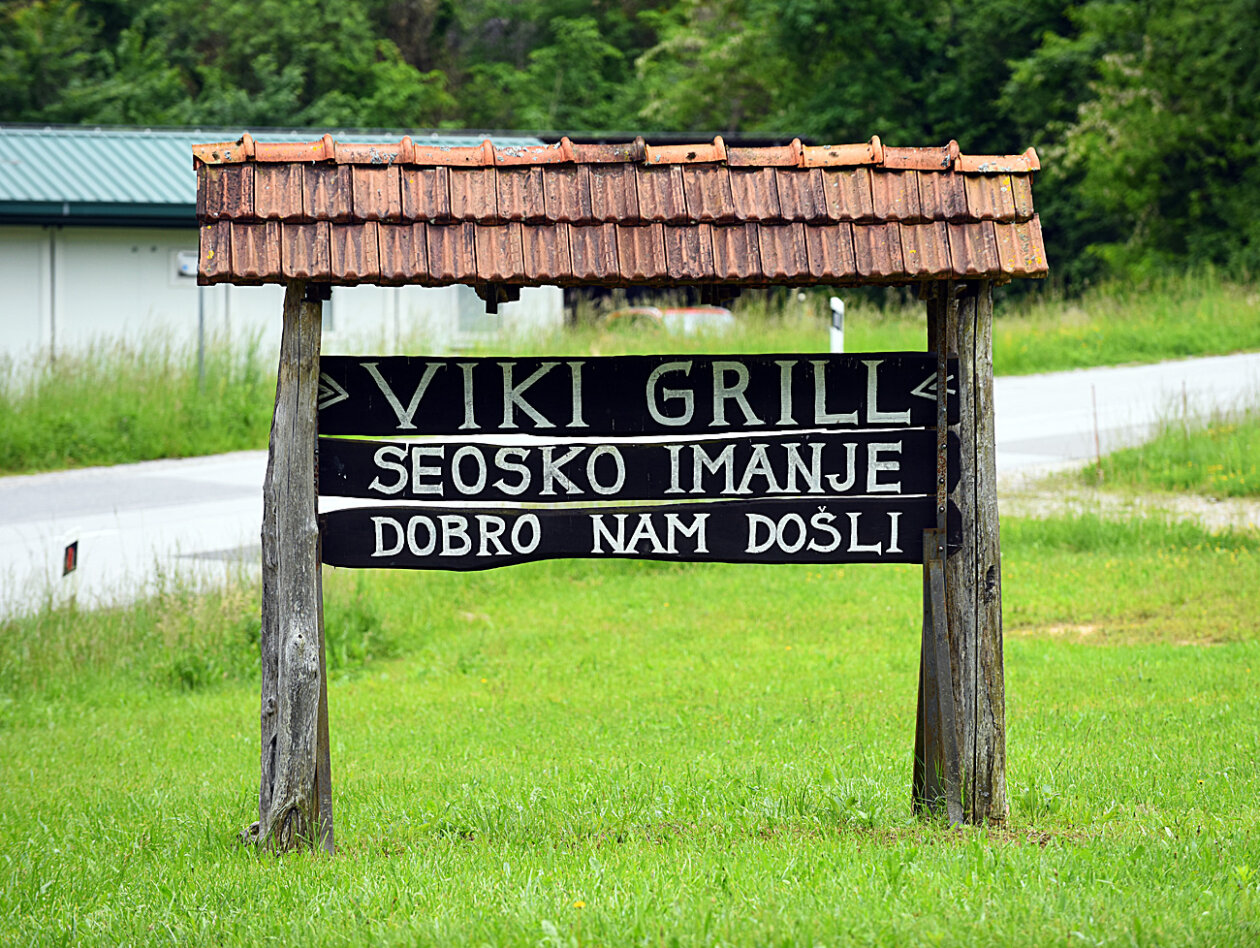 VIKI GRILL
SEOSKO IMANJE
DOBRO NAM DOŠLI